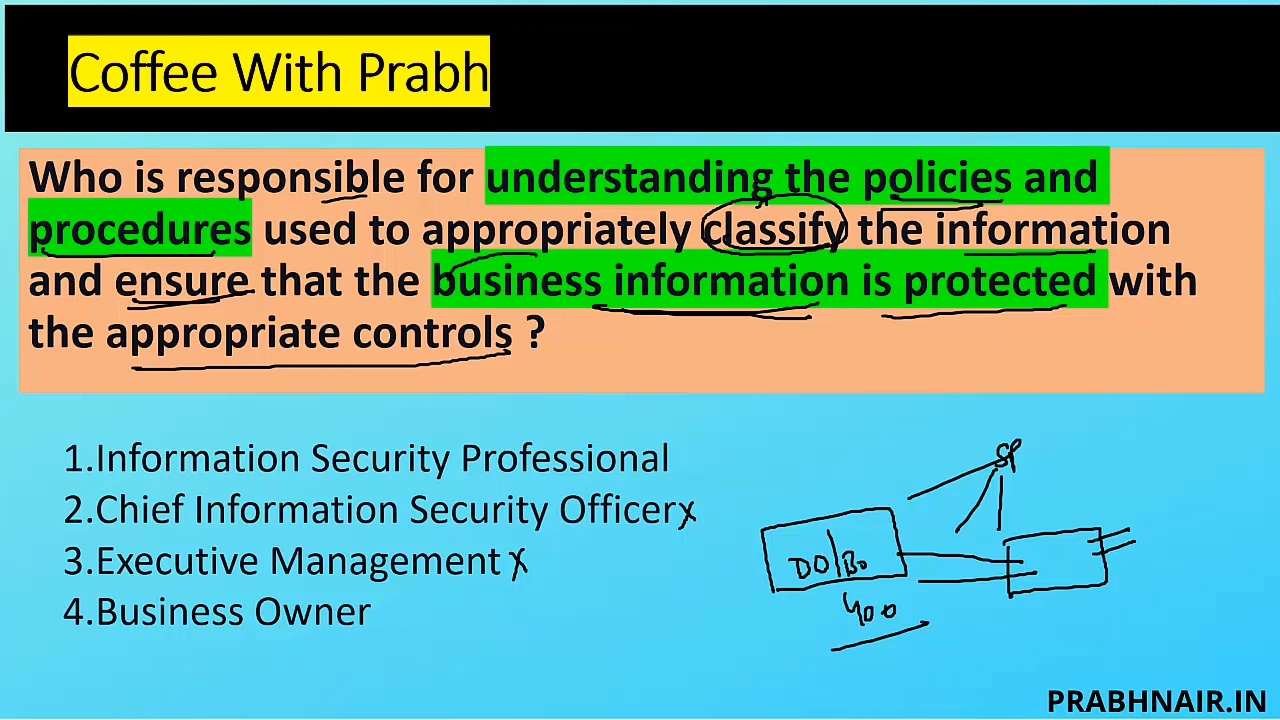 Coffee With Prabh
Who is responsible for understanding the policies and
procedures used to appropriately classify the information
and ensure that the business information is protected with
the appropriate controls ?
1.Information Security Professional
2.Chief Information Security Officer x
3.Executive Management x
4.Business Owner
SP
DO/Bo
400
PRABHNAIR.IN